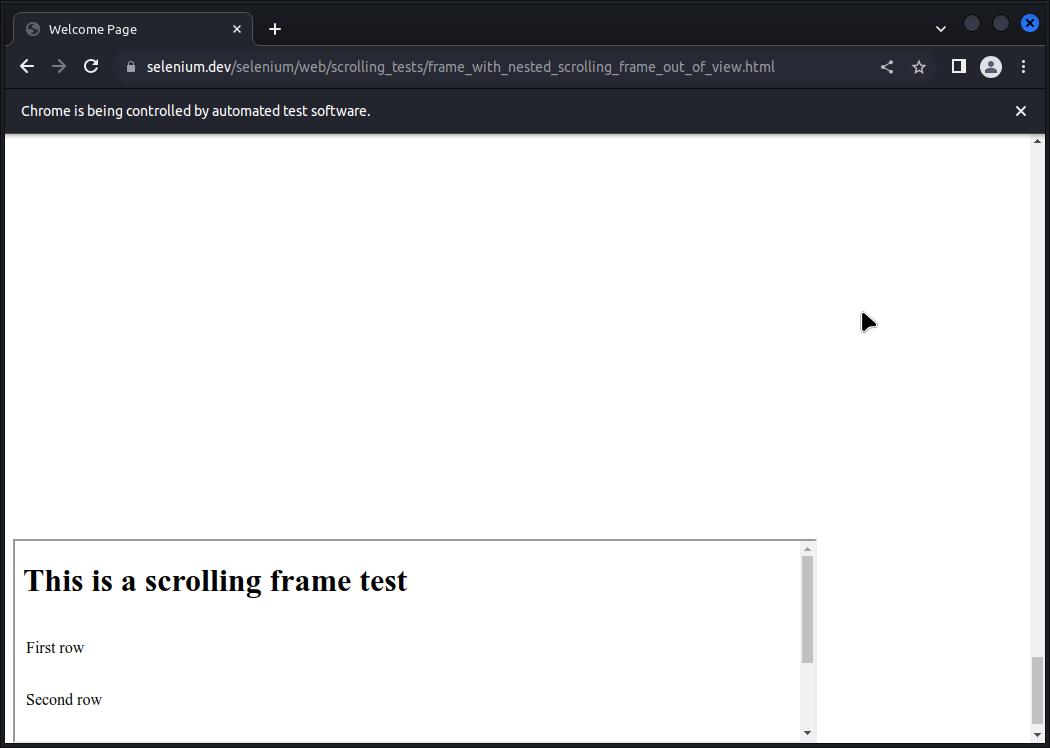 Welcome Page
selenium.dev/selenium/web/scrolling_tests/frame_with_nested_scrolling_frame_out_of_view.html
Chrome is being controlled by automated test software.
This is a scrolling frame test
First row
Second row